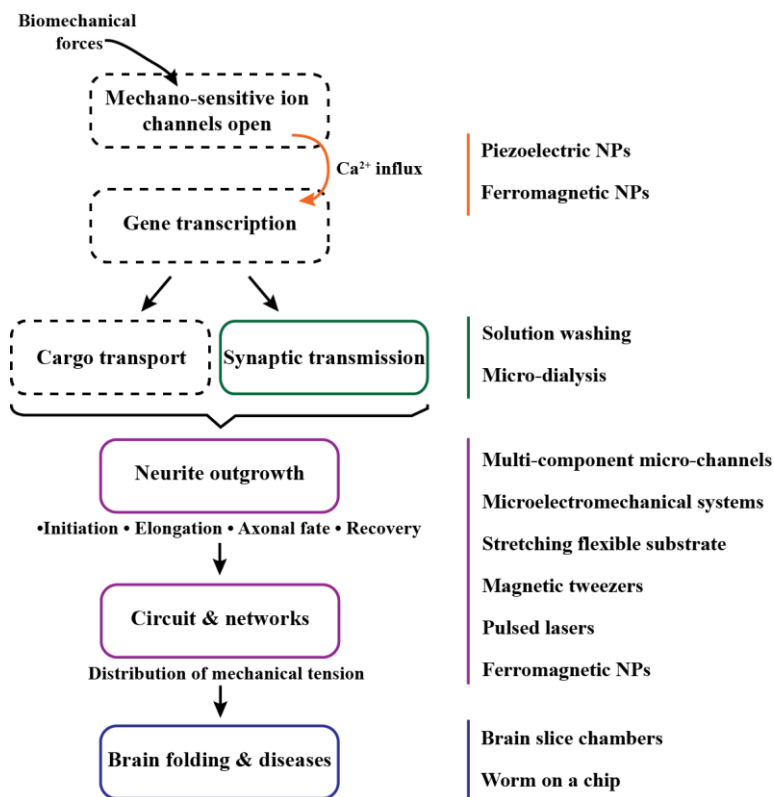 Biomechanical
forces
Mechano-sensitive ion
channels open
Ca²⁺ influx
Gene transcription
Piezoelectric NPs
Ferromagnetic NPs
Cargo transport
Synaptic transmission
Solution washing
Micro-dialysis
Neurite outgrowth
•Initiation • Elongation • Axonal fate • Recovery
Circuit & networks
Distribution of mechanical tension
Multi-component micro-channels
Microelectromechanical systems
Stretching flexible substrate
Magnetic tweezers
Pulsed lasers
Ferromagnetic NPs
Brain folding & diseases
Brain slice chambers
Worm on a chip